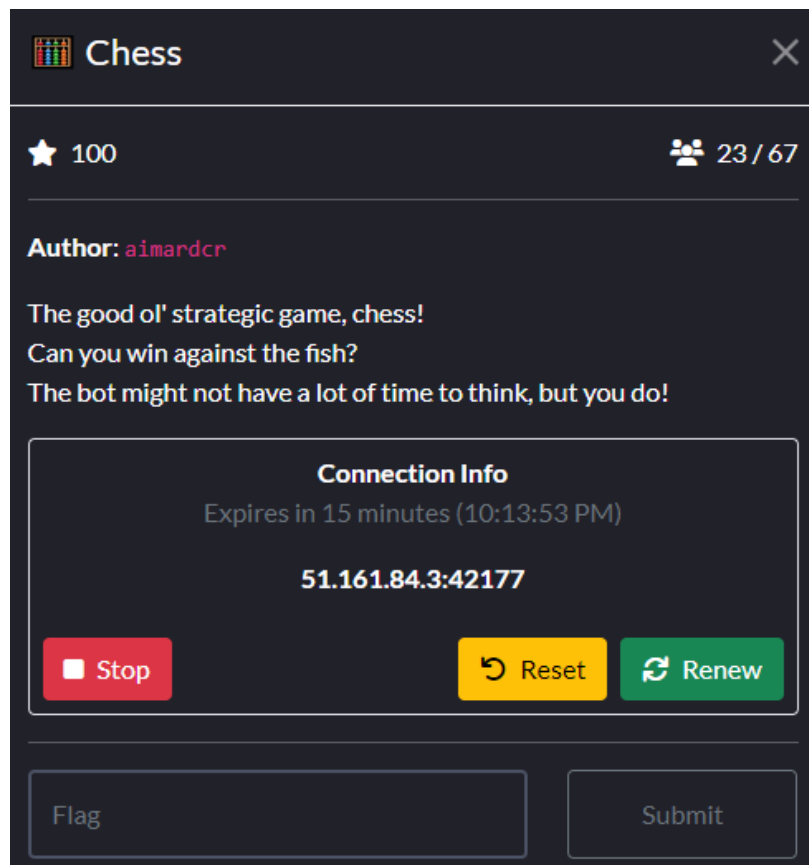 Chess
100
23 / 67
Author: aimardcr
The good ol' strategic game, chess!
Can you win against the fish?
The bot might not have a lot of time to think, but you do!
Connection Info
Expires in 15 minutes (10:13:53 PM)
51.161.84.3:42177
Stop
Reset
Renew
Flag
Submit